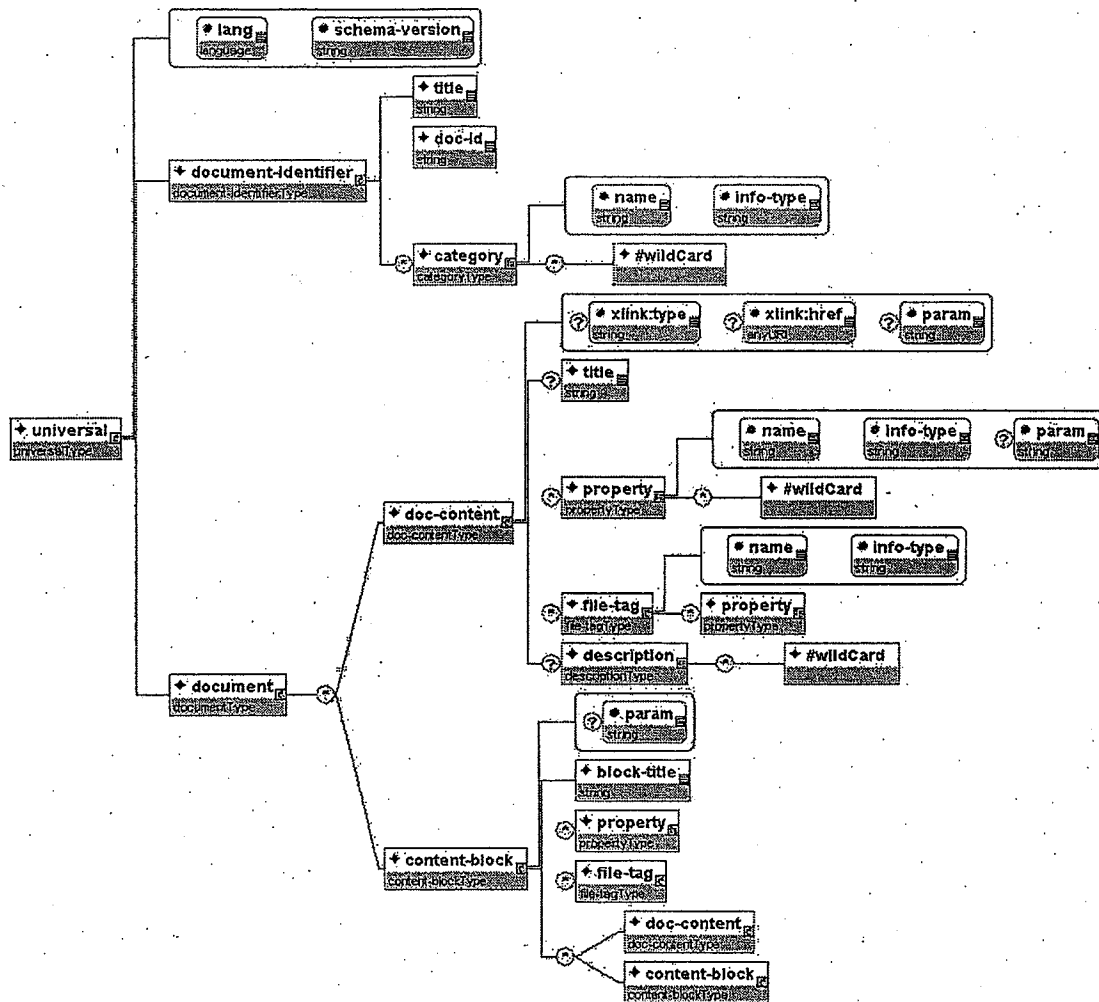 lang
schema-version
language
string
title
string
doc-id
string
document-identifier
document-identifierType
name
info-type
string
string
category
#wildCard
categoryType
xlink:type
xlink:href
param
string
anyURI
string
title
string
name
info-type
param
string
string
string
universal
universalType
property
#wildCard
propertyType
doc-content
doc-contentType
name
info-type
string
string
file-tag
property
file-tagType
propertyType
description
#wildCard
descriptionType
document
documentType
param
string
block-title
string
property
propertyType
content-block
content-blockType
file-tag
file-tagType
doc-content
doc-contentType
content-block
content-blockType